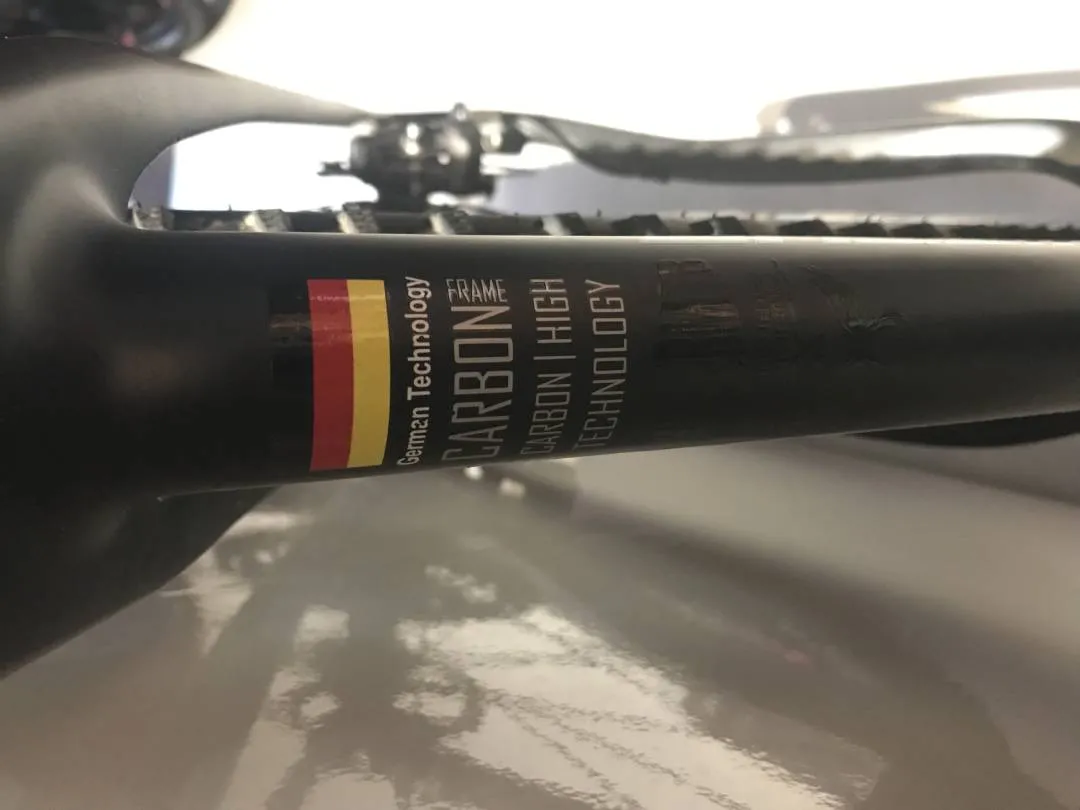 German Technology
FRAME
CARBON
CARBON | HIGH
TECHNOLOGY